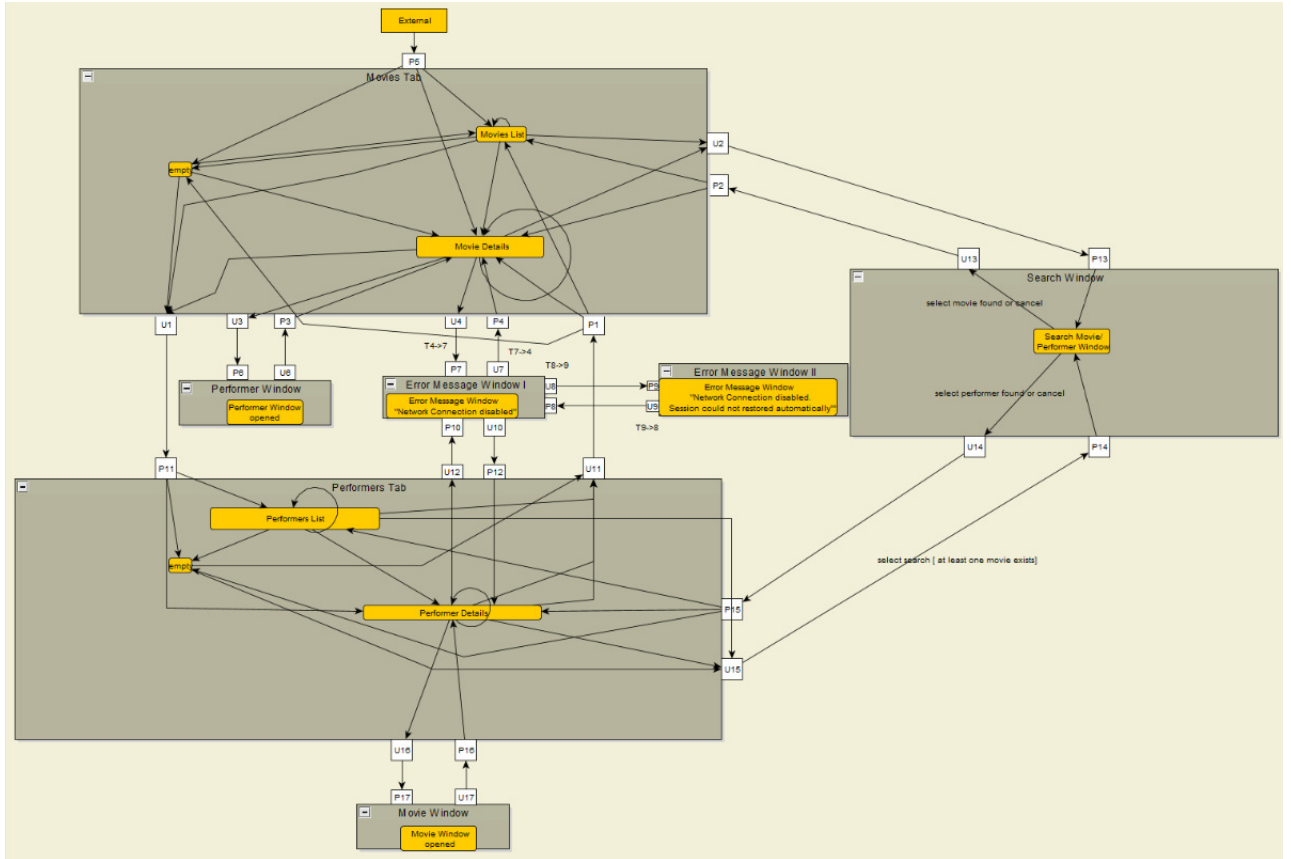 External
P5
Movies Tab
Movies List
U2
empty
P2
Movie Details
U13
P13
Search Window
select movie found or cancel
U1
U3
P3
U4
P4
P1
Search Movie/
Performer Window
T4->7
T7->4
T8->9
P6
U6
P7
U7
Performer Window
Error Message Window I
Error Message Window II
Performer Window
opened
Error Message Window
"Network Connection disabled"
U8
P9
P8
U9
Error Message Window
"Network Connection disabled.
Session could not restored automatically"
select performer found or cancel
T9->8
P10
U10
U14
P14
P11
U12
P12
U11
Performers Tab
Performers List
empty
select search [ at least one movie exists]
Performer Details
P15
U15
U16
P16
P17
U17
Movie Window
Movie Window
opened